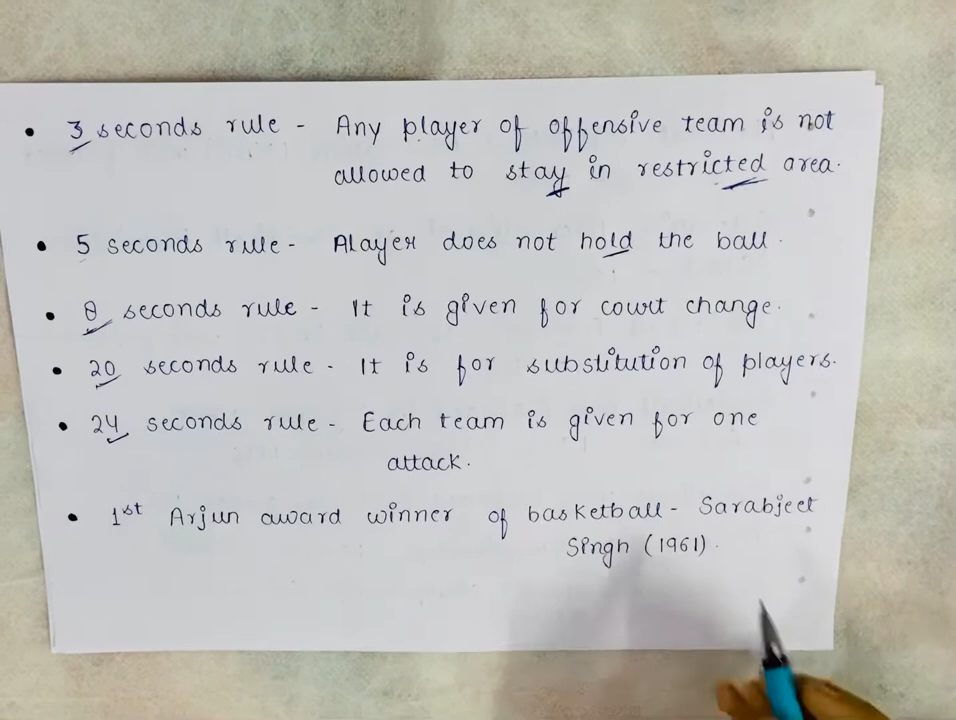 • 3 seconds rule - Any player of offensive team is not
allowed to stay in restricted area.
• 5 seconds rule - Alayer does not hold the ball.
• 8 seconds rule - It is given for court change.
• 20 seconds rule - It is for substitution of players.
• 24 seconds rule - Each team is given for one
attack.
• 1st Arjun award winner of basketball - Sarabjeet
Singh (1961).